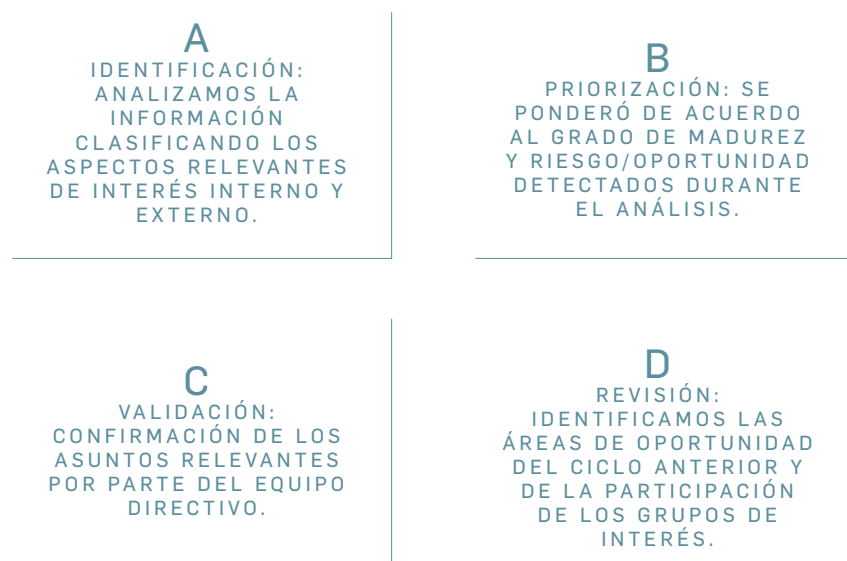 A
IDENTIFICACIÓN:
ANALIZAMOS LA
INFORMACIÓN
CLASIFICANDO LOS
ASPECTOS RELEVANTES
DE INTERÉS INTERNO Y
EXTERNO.
B
PRIORIZACIÓN: SE
PONDERÓ DE ACUERDO
AL GRADO DE MADUREZ
Y RIESGO/OPORTUNIDAD
DETECTADOS DURANTE
EL ANÁLISIS.
C
VALIDACIÓN:
CONFIRMACIÓN DE LOS
ASUNTOS RELEVANTES
POR PARTE DEL EQUIPO
DIRECTIVO.
D
REVISIÓN:
IDENTIFICAMOS LAS
ÁREAS DE OPORTUNIDAD
DEL CICLO ANTERIOR Y
DE LA PARTICIPACIÓN
DE LOS GRUPOS DE
INTERÉS.